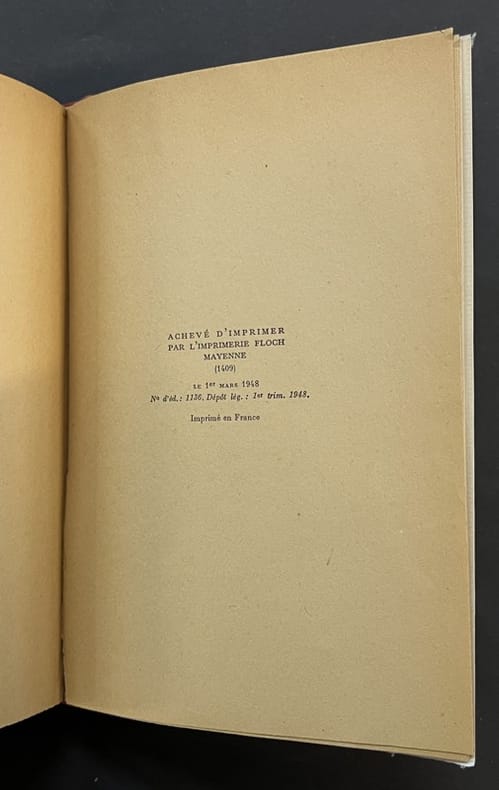 ACHEVÉ D'IMPRIMER
PAR L'IMPRIMERIE FLOCH
MAYENNE
(1409)
LE 1er MARS 1948
No d'éd.: 1136. Dépôt lég. : 1er trim. 1948.
Imprimé en France